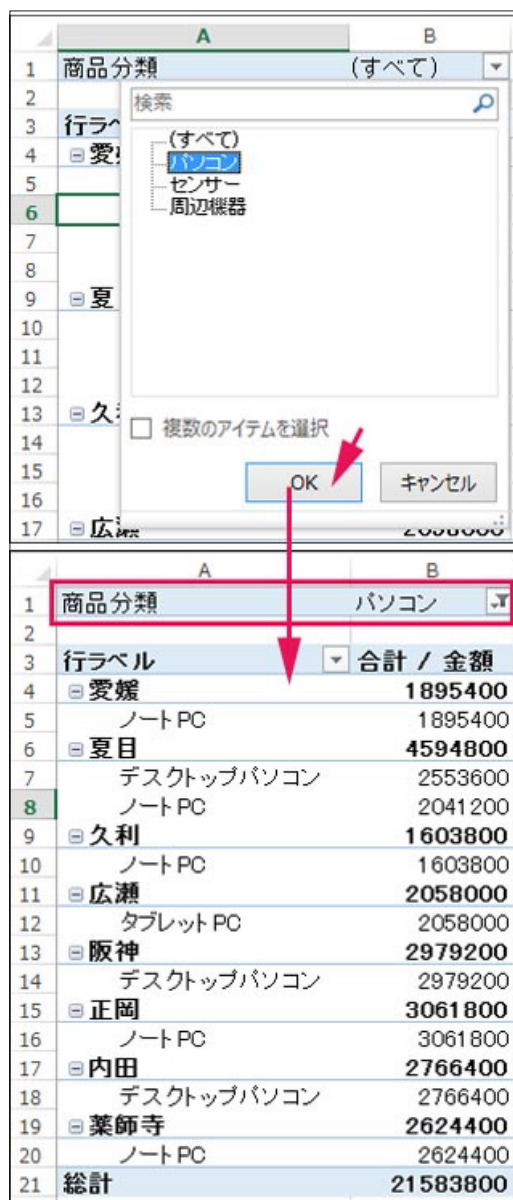 A B
1 商品分類 (すべて)
2 検索
3 行ラベ
(すべて)
4 愛
パソコン
5 センサー
6 周辺機器
7
8
9 夏
10
11
12
13 久
複数のアイテムを選択
14
15 OK キャンセル
16
17 広瀬 2058000
A B
1 商品分類 パソコン
2
3 行ラベル 合計 / 金額
4 愛媛 1895400
5 ノートPC 1895400
6 夏目 4594800
7 デスクトップパソコン 2553600
8 ノートPC 2041200
9 久利 1603800
10 ノートPC 1603800
11 広瀬 2058000
12 タブレットPC 2058000
13 阪神 2979200
14 デスクトップパソコン 2979200
15 正岡 3061800
16 ノートPC 3061800
17 内田 2766400
18 デスクトップパソコン 2766400
19 薬師寺 2624400
20 ノートPC 2624400
21 総計 21583800